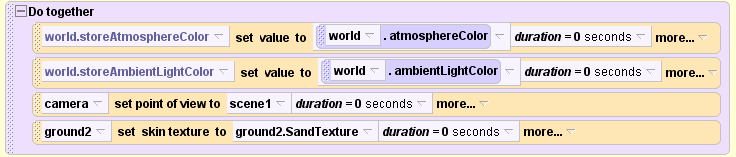 Do together
world.storeAtmosphereColor set value to world . atmosphereColor duration = 0 seconds more...
world.storeAmbientLightColor set value to world . ambientLightColor duration = 0 seconds more...
camera set point of view to scene1 duration = 0 seconds more...
ground2 set skin texture to ground2.SandTexture duration = 0 seconds more...